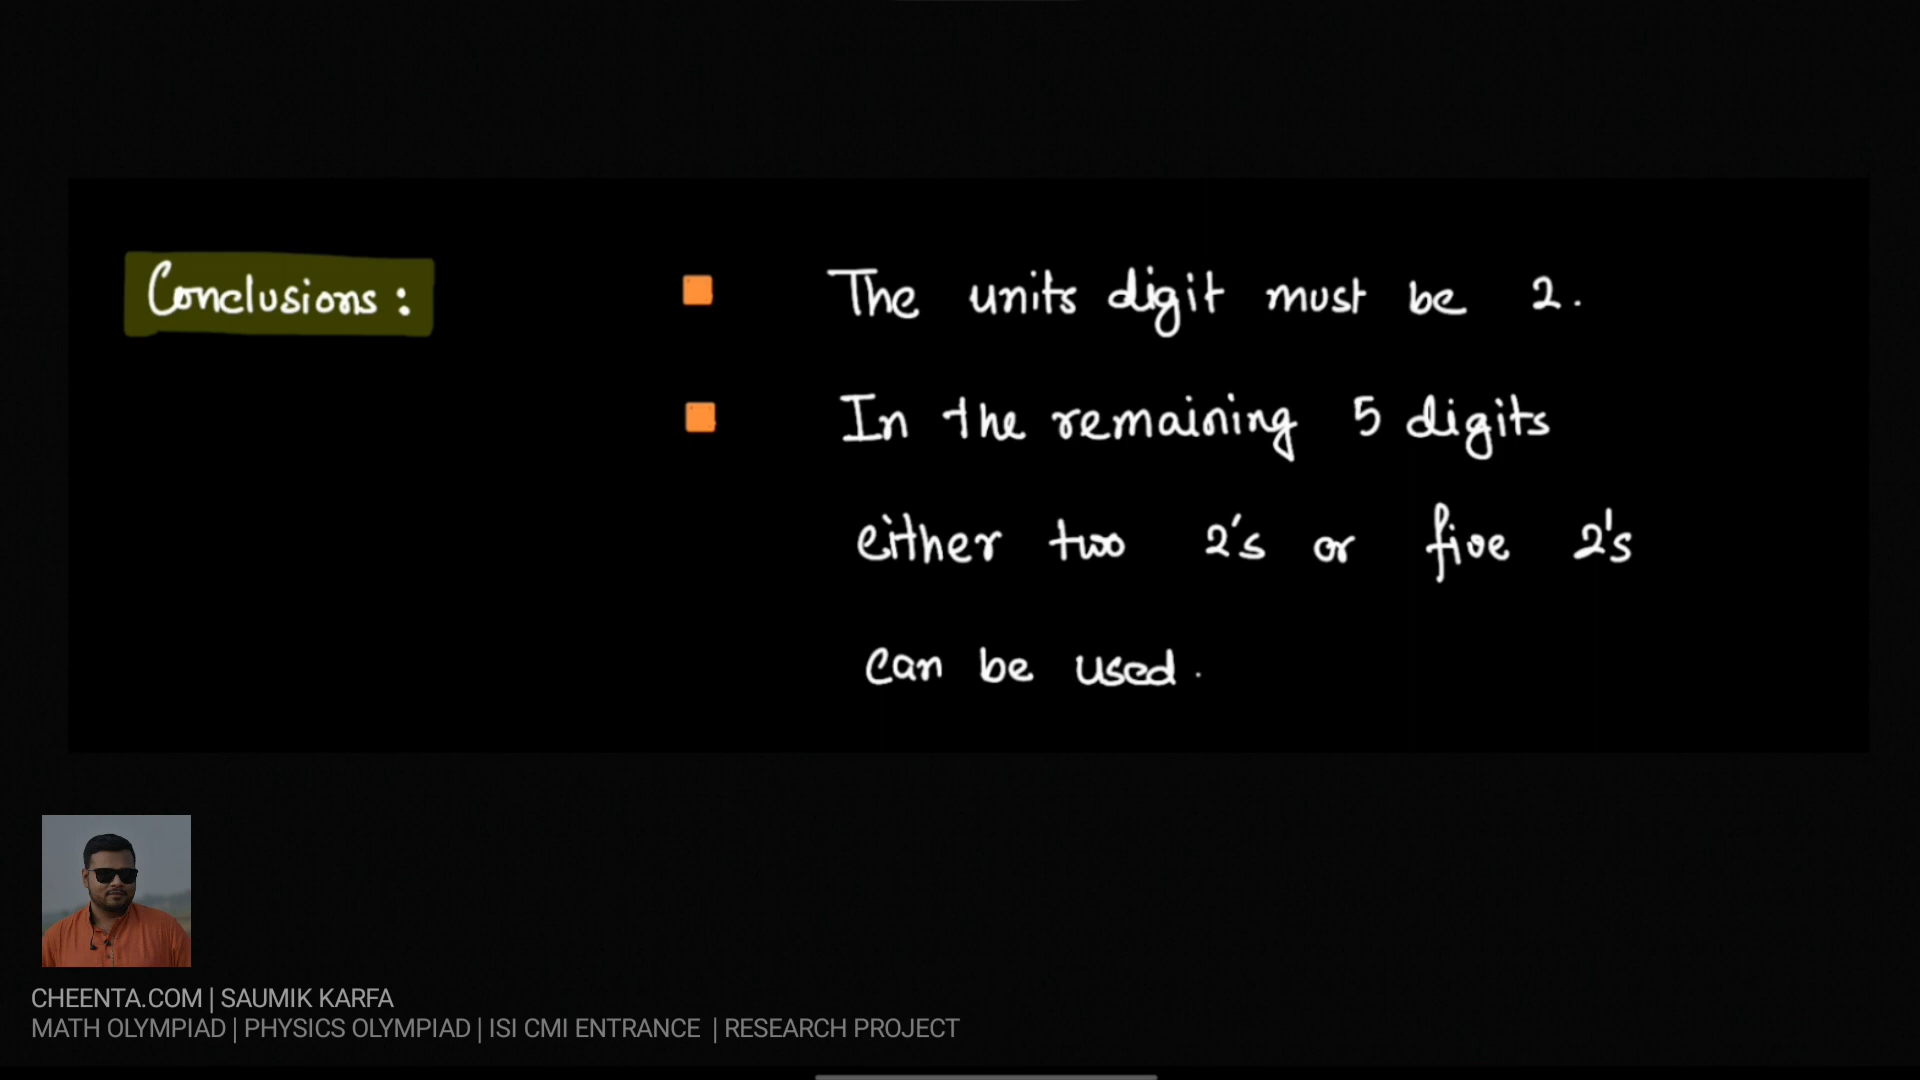 Conclusions :
The units digit must be 2.
In the remaining 5 digits
either two 2's or five 2's
can be used.
CHEENTA.COM | SAUMIK KARFA
MATH OLYMPIAD | PHYSICS OLYMPIAD | ISI CMI ENTRANCE | RESEARCH PROJECT